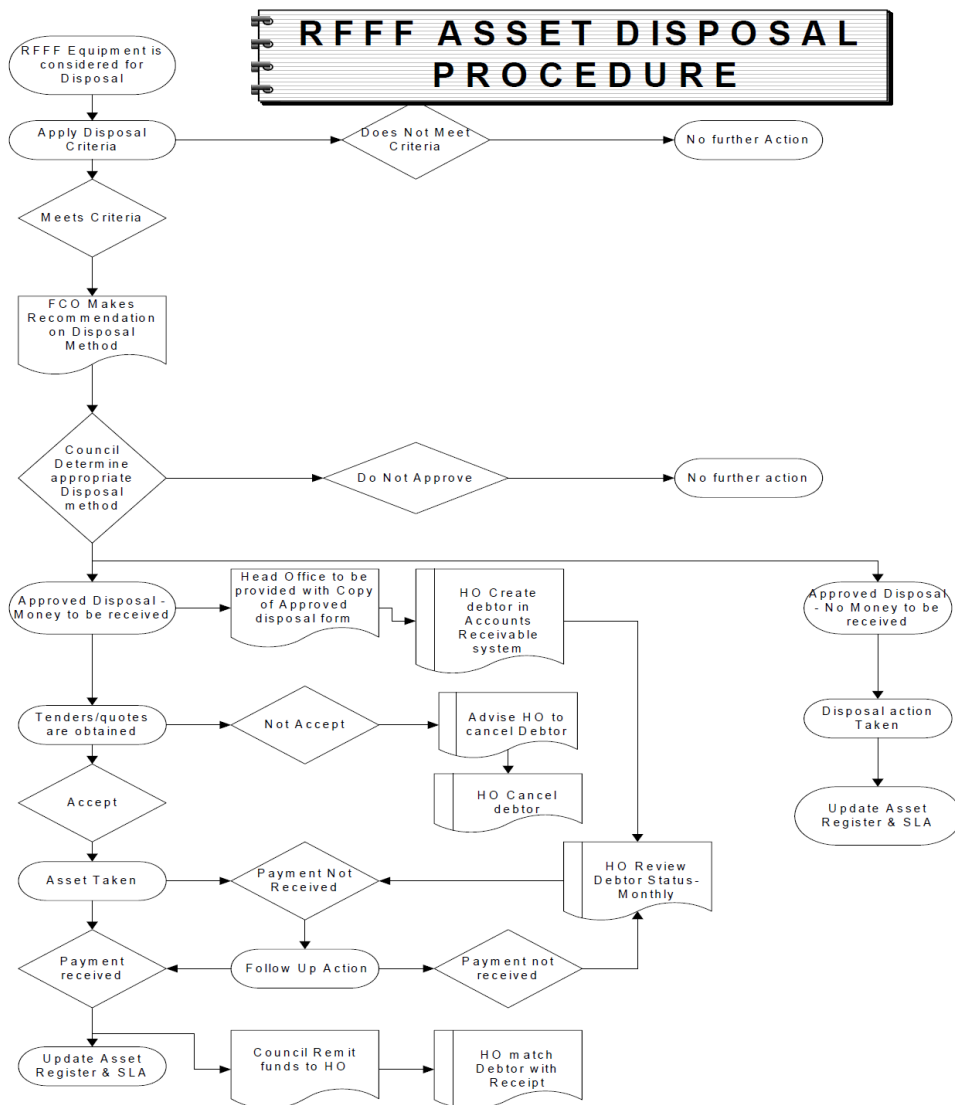 RFFF ASSET DISPOSAL
PROCEDURE
RFFF Equipment is
considered for
Disposal
Apply Disposal
Criteria
Does Not Meet
Criteria
No further Action
Meets Criteria
FCO Makes
Recommendation
on Disposal
Method
Council
Determine
appropriate
Disposal
method
Do Not Approve
No further action
Approved Disposal -
Money to be received
Head Office to be
provided with Copy
of Approved
disposal form
HO Create
debtor in
Accounts
Receivable
system
Approved Disposal
- No Money to be
received
Tenders/quotes
are obtained
Not Accept
Advise HO to
cancel Debtor
Disposal action
Taken
HO Cancel
debtor
Accept
Update Asset
Register & SLA
Asset Taken
Payment Not
Received
HO Review
Debtor Status-
Monthly
Payment
received
Follow Up Action
Payment not
received
Update Asset
Register & SLA
Council Remit
funds to HO
HO match
Debtor with
Receipt